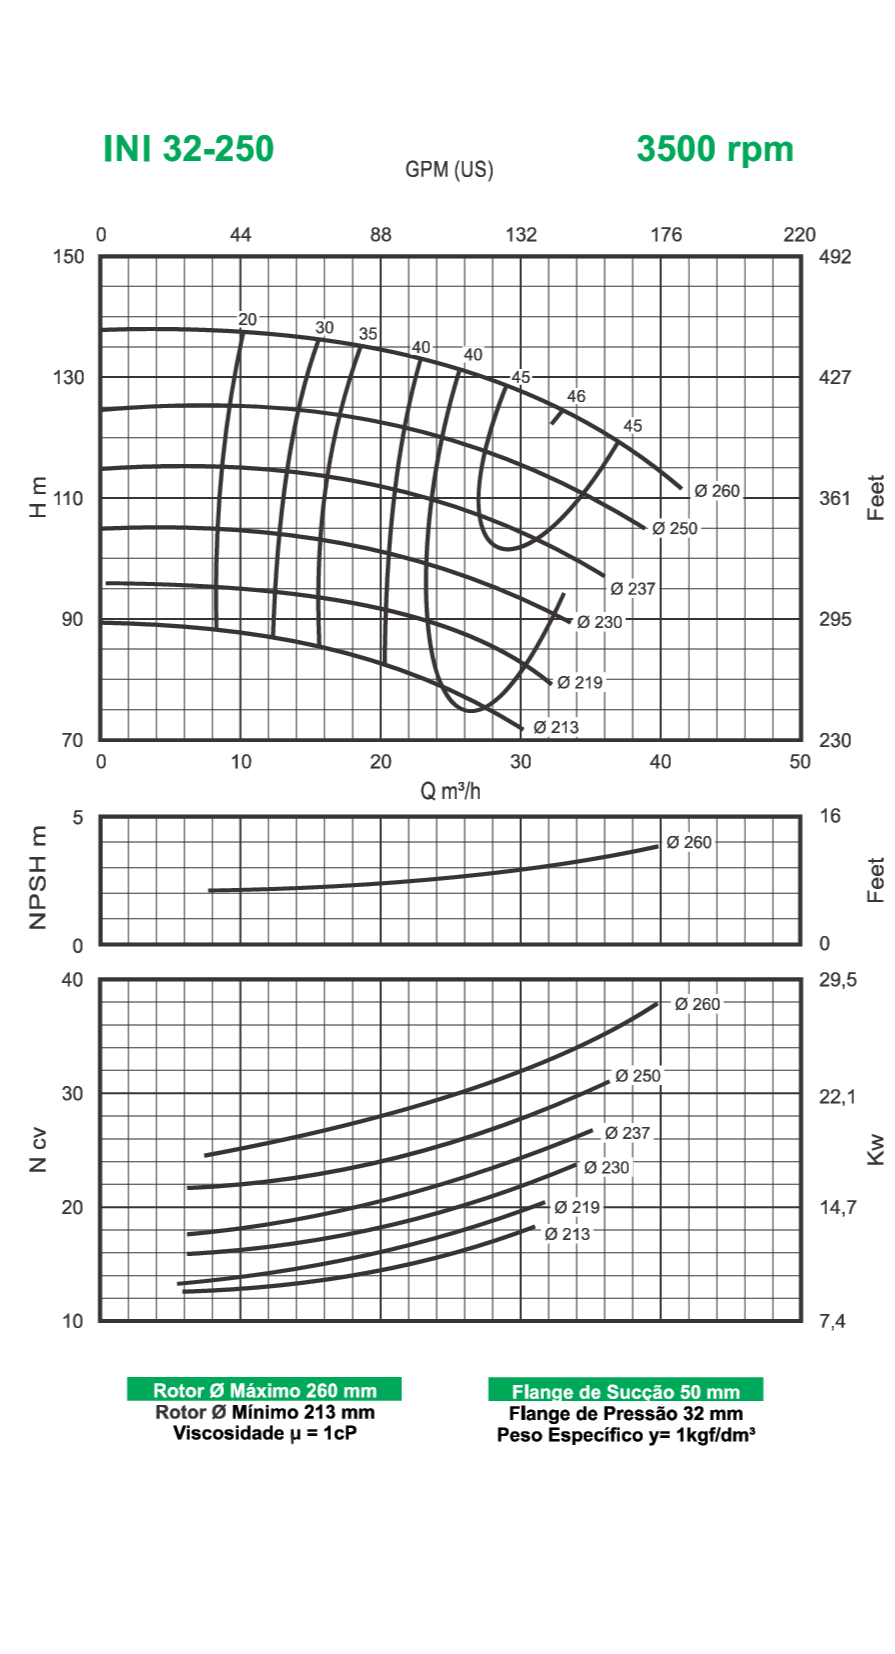 INI 32-250 3500 rpm
GPM (US)
0 44 88 132 176 220
150 492
20
30
35
40
40
45
130 427
46
45
Ø 260
H m 110 361 Feet
Ø 250
Ø 237
90 295
Ø 230
Ø 219
Ø 213
70 230
0 10 20 30 40 50
Q m³/h
5 16
Ø 260
NPSH m Feet
0 0
40 29,5
Ø 260
Ø 250
30 22,1
Ø 237
N cv Kw
Ø 230
20 Ø 219 14,7
Ø 213
10 7,4
Rotor Ø Máximo 260 mm
Rotor Ø Mínimo 213 mm
Viscosidade µ = 1cP
Flange de Sucção 50 mm
Flange de Pressão 32 mm
Peso Específico y= 1kgf/dm³